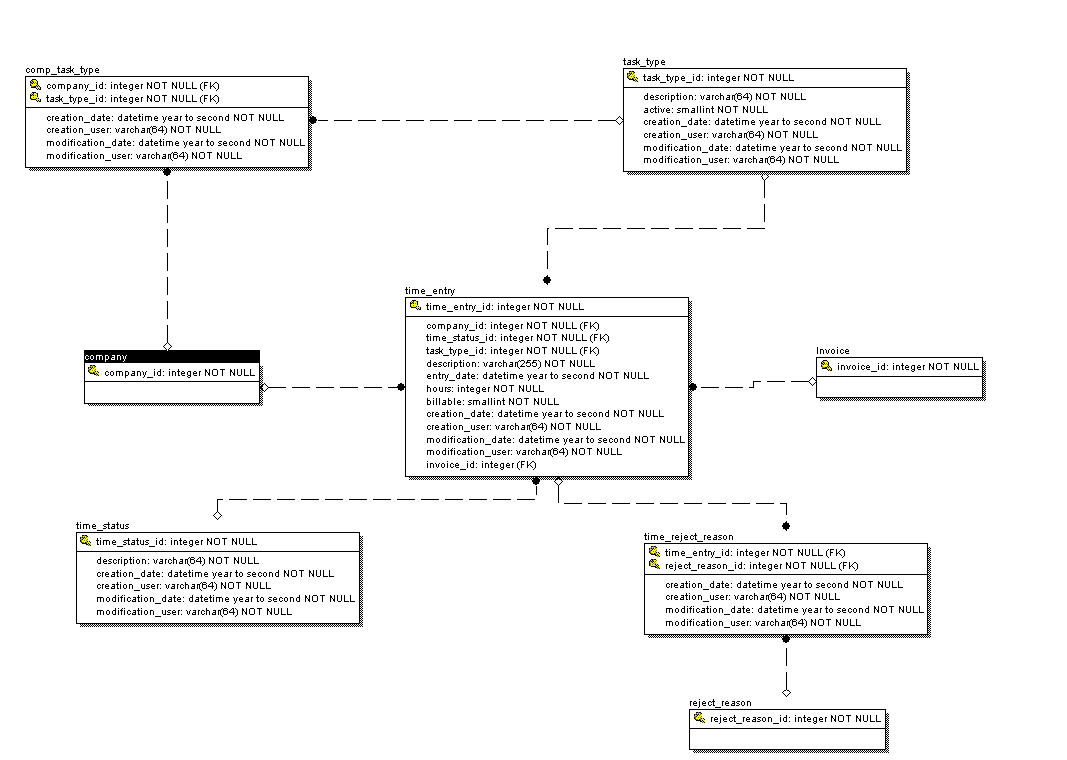 comp_task_type
company_id: integer NOT NULL (FK)
task_type_id: integer NOT NULL (FK)
creation_date: datetime year to second NOT NULL
creation_user: varchar(64) NOT NULL
modification_date: datetime year to second NOT NULL
modification_user: varchar(64) NOT NULL
task_type
task_type_id: integer NOT NULL
description: varchar(64) NOT NULL
active: smallint NOT NULL
creation_date: datetime year to second NOT NULL
creation_user: varchar(64) NOT NULL
modification_date: datetime year to second NOT NULL
modification_user: varchar(64) NOT NULL
company
company_id: integer NOT NULL
time_entry
time_entry_id: integer NOT NULL
company_id: integer NOT NULL (FK)
time_status_id: integer NOT NULL (FK)
task_type_id: integer NOT NULL (FK)
description: varchar(255) NOT NULL
entry_date: datetime year to second NOT NULL
hours: integer NOT NULL
billable: smallint NOT NULL
creation_date: datetime year to second NOT NULL
creation_user: varchar(64) NOT NULL
modification_date: datetime year to second NOT NULL
modification_user: varchar(64) NOT NULL
invoice_id: integer (FK)
Invoice
invoice_id: integer NOT NULL
time_status
time_status_id: integer NOT NULL
description: varchar(64) NOT NULL
creation_date: datetime year to second NOT NULL
creation_user: varchar(64) NOT NULL
modification_date: datetime year to second NOT NULL
modification_user: varchar(64) NOT NULL
time_reject_reason
time_entry_id: integer NOT NULL (FK)
reject_reason_id: integer NOT NULL (FK)
creation_date: datetime year to second NOT NULL
creation_user: varchar(64) NOT NULL
modification_date: datetime year to second NOT NULL
modification_user: varchar(64) NOT NULL
reject_reason
reject_reason_id: integer NOT NULL